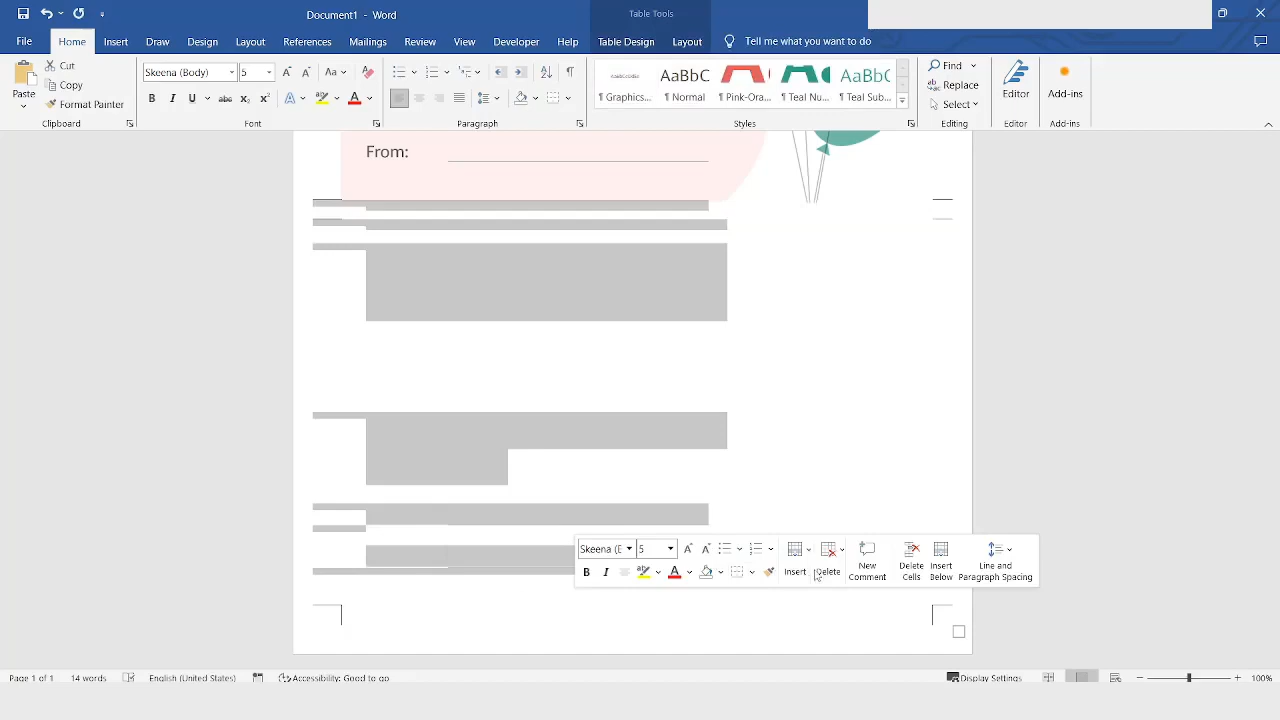 Document1 - Word
Table Tools
File Home Insert Draw Design Layout References Mailings Review View Developer Help Table Design Layout Tell me what you want to do
Paste
Cut
Copy
Format Painter
Clipboard
Skeena (Body) 5
Aa
B I U abc x₂ x² A A
Font
Paragraph
AaBbC AaBbC
¶ Graphics... ¶ Normal ¶ Pink-Ora... ¶ Teal Nu... ¶ Teal Sub...
Styles
Find
Replace
Select
Editing
Editor
Editor
Add-ins
Add-ins
From:
Skeena (E 5
B I A
Insert Delete
New
Comment
Delete
Cells
Insert
Below
Line and
Paragraph Spacing
Page 1 of 1 14 words English (United States) Accessibility: Good to go Display Settings 100%